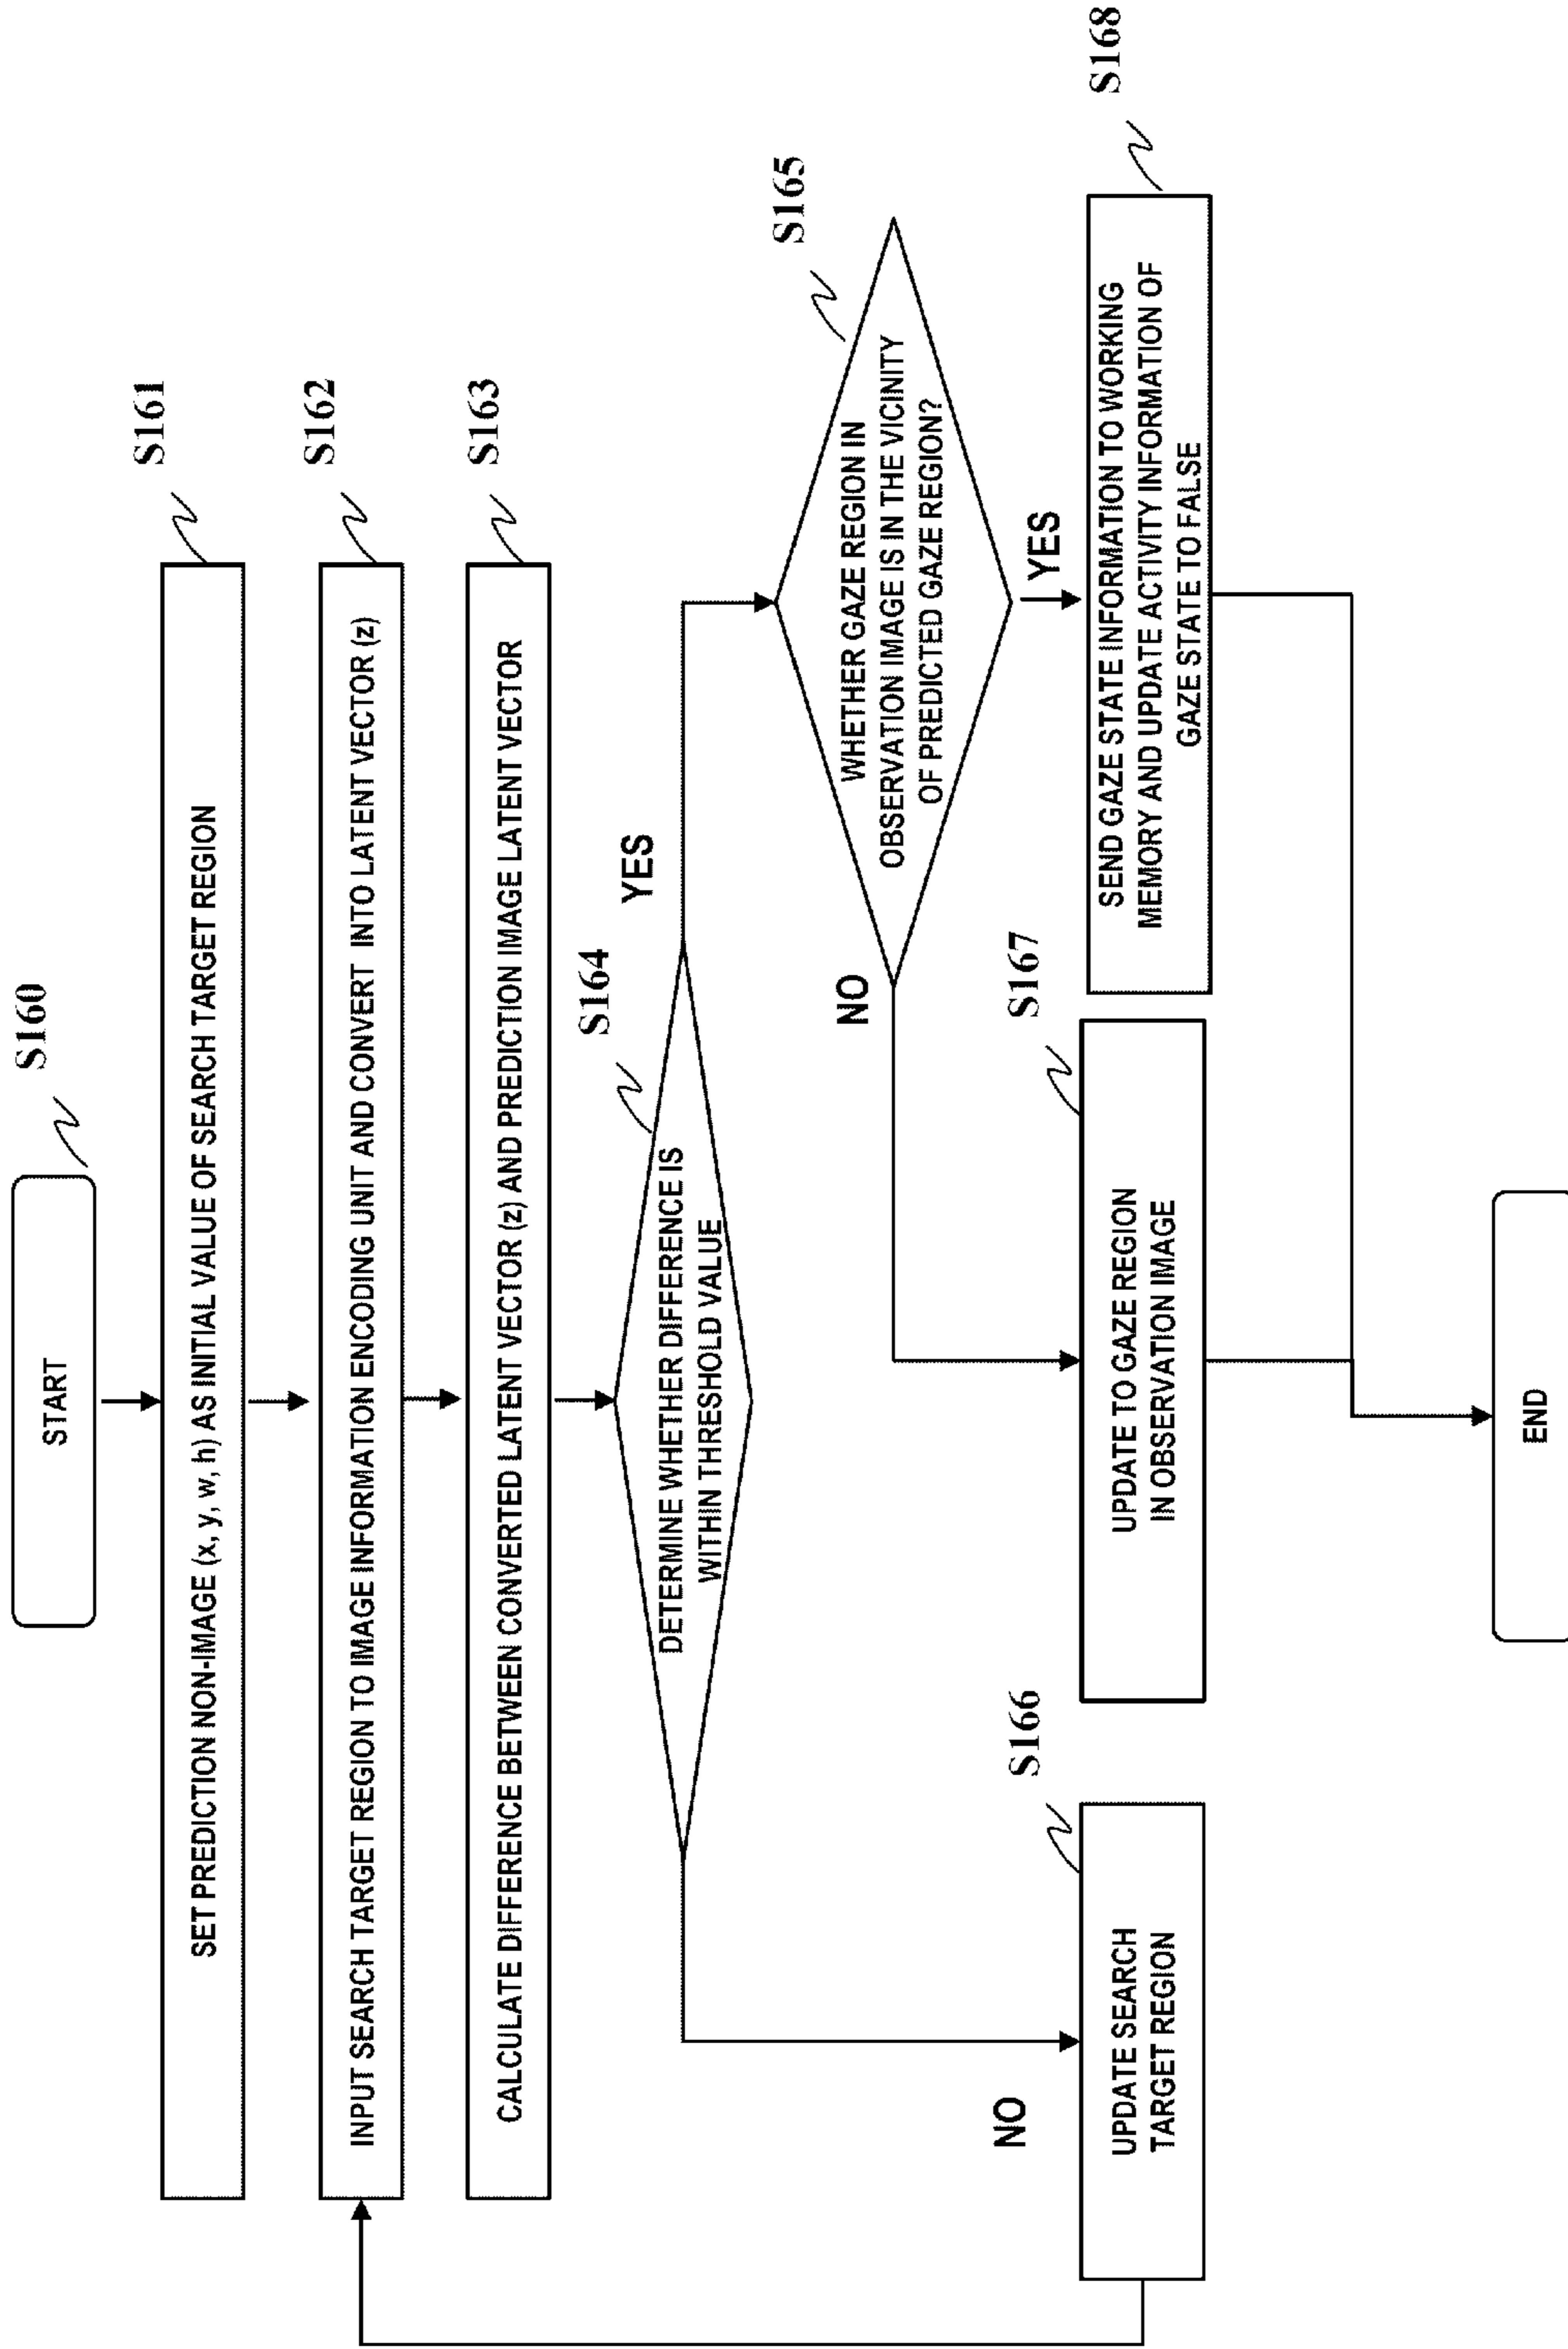 START
S160
SET PREDICTION NON-IMAGE (x, y, w, h) AS INITIAL VALUE OF SEARCH TARGET REGION
S161
INPUT SEARCH TARGET REGION TO IMAGE INFORMATION ENCODING UNIT AND CONVERT INTO LATENT VECTOR (z)
S162
CALCULATE DIFFERENCE BETWEEN CONVERTED LATENT VECTOR (z) AND PREDICTION IMAGE LATENT VECTOR
S163
DETERMINE WHETHER DIFFERENCE IS
WITHIN THRESHOLD VALUE
S164
YES
WHETHER GAZE REGION IN
OBSERVATION IMAGE IS IN THE VICINITY
OF PREDICTED GAZE REGION?
S165
NO
YES
NO
UPDATE SEARCH
TARGET REGION
S166
UPDATE TO GAZE REGION
IN OBSERVATION IMAGE
S167
SEND GAZE STATE INFORMATION TO WORKING
MEMORY AND UPDATE ACTIVITY INFORMATION OF
GAZE STATE TO FALSE
S168
END